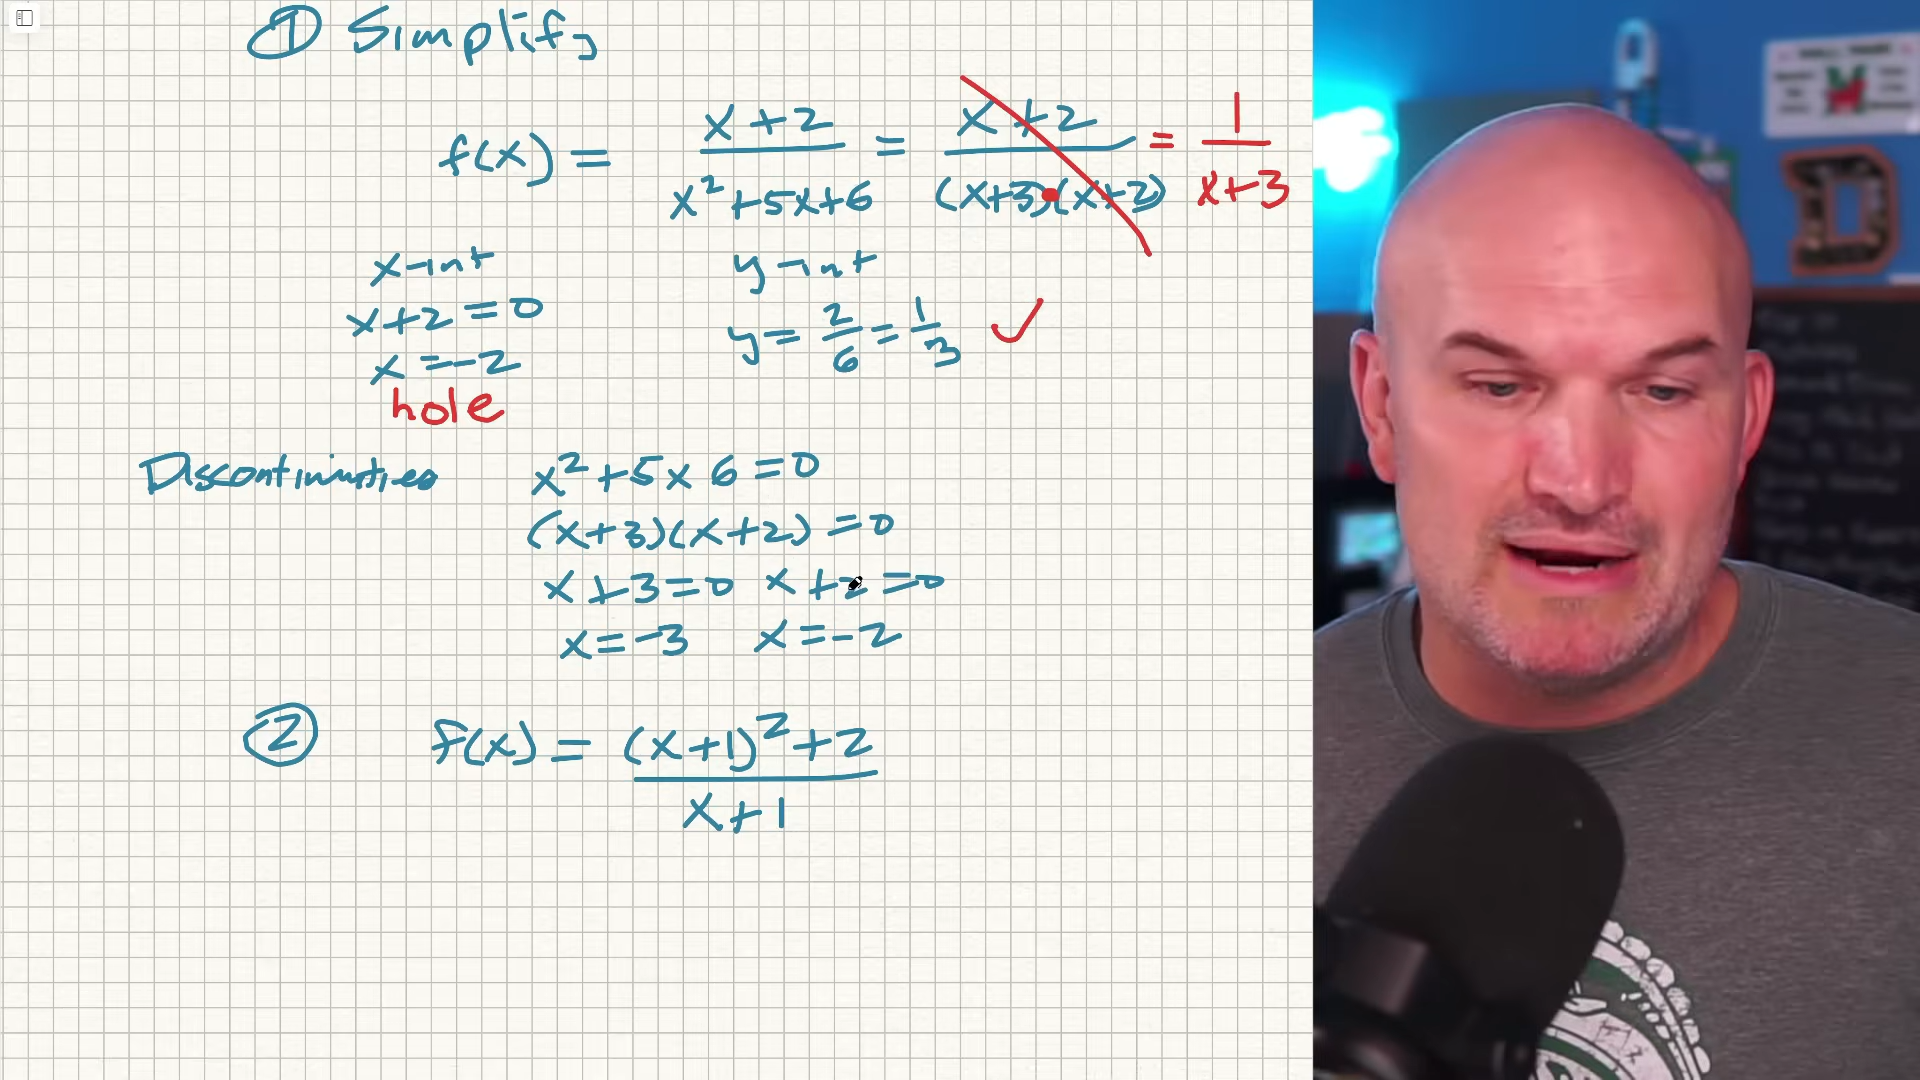 ① Simplify
f(x) = x+2 / x²+5x+6 = x+2 / (x+3)•(x+2) = 1 / x+3
x-int
x+2=0
x=-2
hole
y-int
y = 2/6 = 1/3 ✓
Discontinuities
x²+5x 6=0
(x+3)(x+2)=0
x+3=0 x+2=0
x=-3 x=-2
② f(x) = (x+1)²+2 / x+1
D